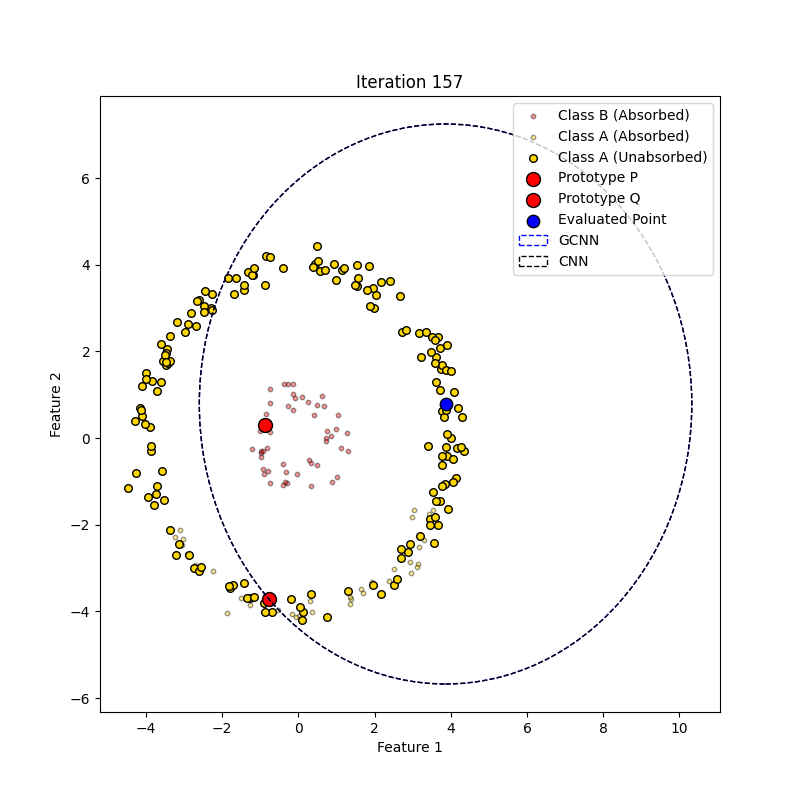 Iteration 157
Class B (Absorbed)
Class A (Absorbed)
Class A (Unabsorbed)
Prototype P
Prototype Q
Evaluated Point
GCNN
CNN
Feature 2
6
4
2
0
−2
−4
−6
−4 −2 0 2 4 6 8 10
Feature 1